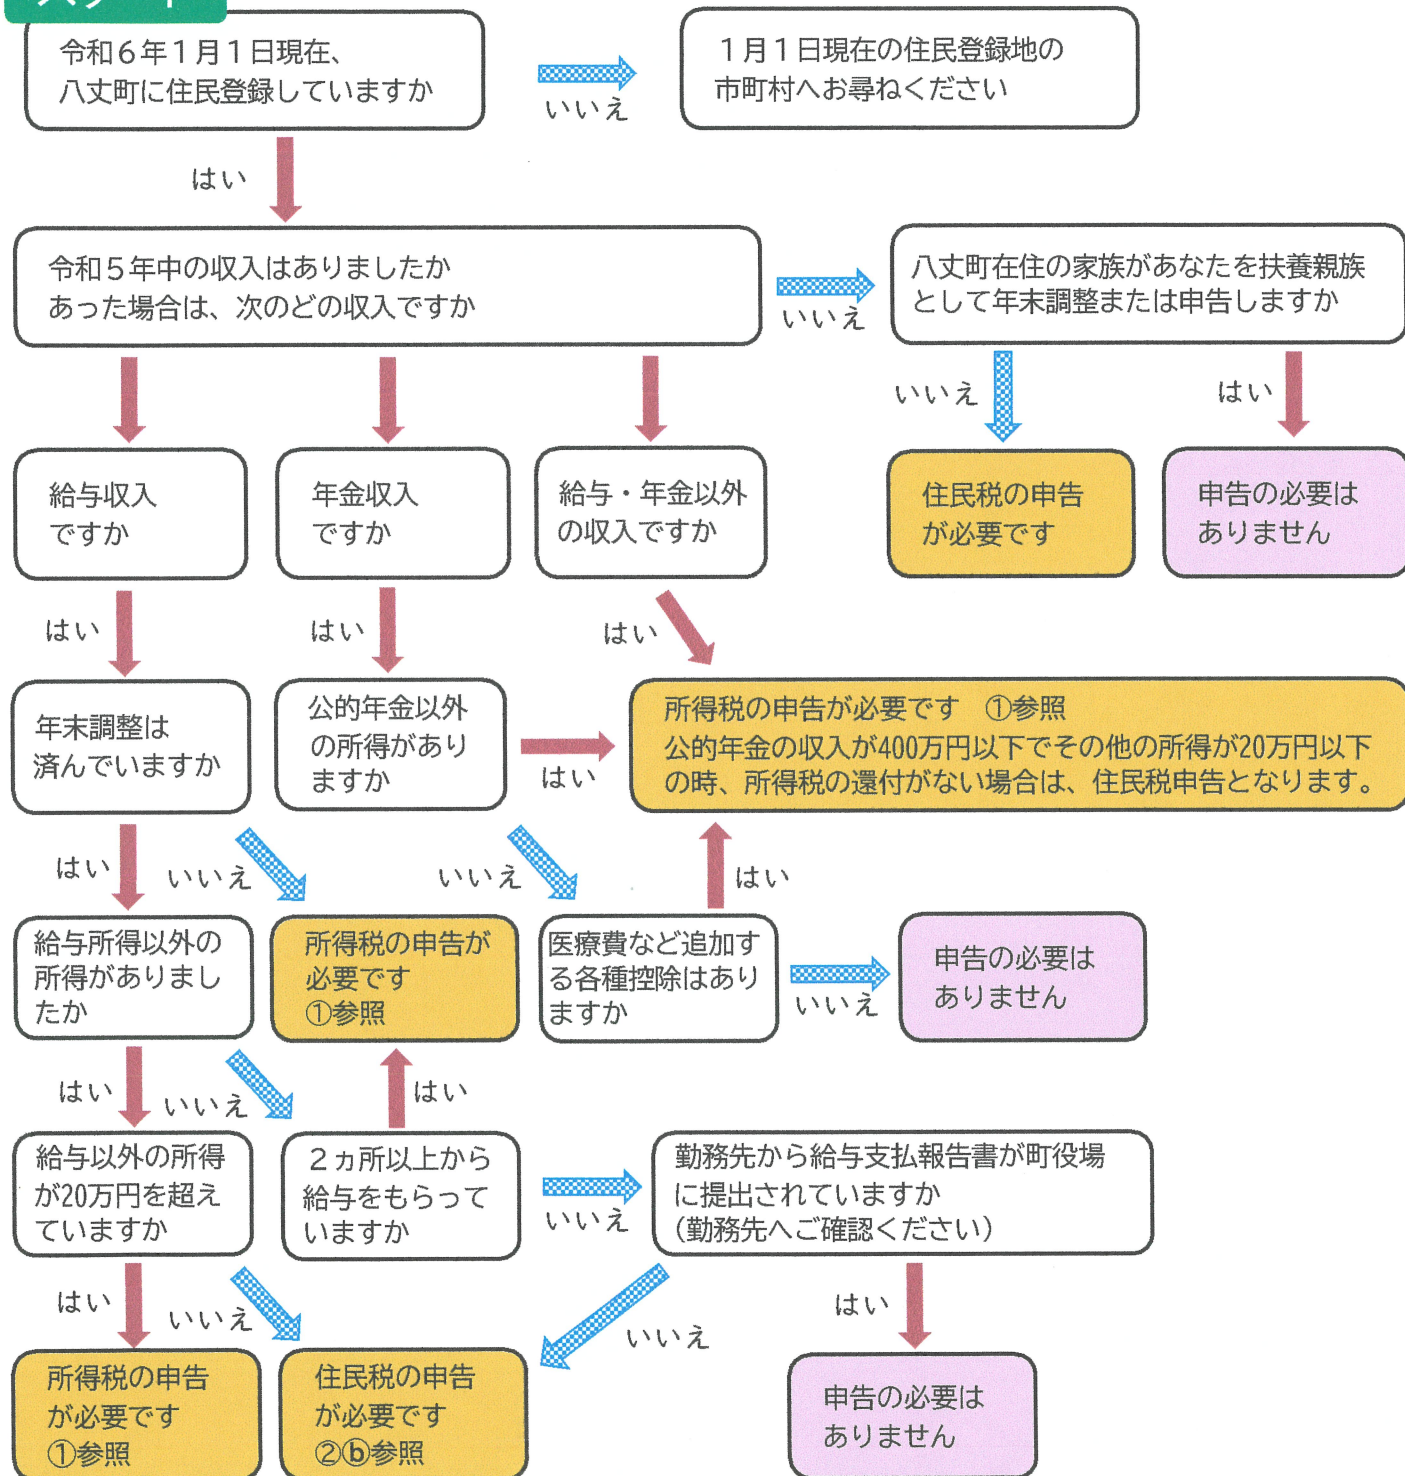 令和６年１月１日現在、
八丈町に住民登録していますか
いいえ
１月１日現在の住民登録地の
市町村へお尋ねください
はい
令和５年中の収入はありましたか
あった場合は、次のどの収入ですか
いいえ
八丈町在住の家族があなたを扶養親族
として年末調整または申告しますか
いいえ
はい
給与収入
ですか
年金収入
ですか
給与・年金以外
の収入ですか
住民税の申告
が必要です
申告の必要は
ありません
はい
はい
はい
年末調整は
済んでいますか
公的年金以外
の所得があり
ますか
はい
所得税の申告が必要です　①参照
公的年金の収入が400万円以下でその他の所得が20万円以下
の時、所得税の還付がない場合は、住民税申告となります。
はい
いいえ
いいえ
はい
給与所得以外の
所得がありまし
たか
所得税の申告が
必要です
①参照
医療費など追加す
る各種控除はあり
ますか
いいえ
申告の必要は
ありません
はい
いいえ
はい
給与以外の所得
が20万円を超え
ていますか
２ヵ所以上から
給与をもらって
いますか
いいえ
勤務先から給与支払報告書が町役場
に提出されていますか
（勤務先へご確認ください）
はい
いいえ
いいえ
はい
所得税の申告
が必要です
①参照
住民税の申告
が必要です
②ⓑ参照
申告の必要は
ありません